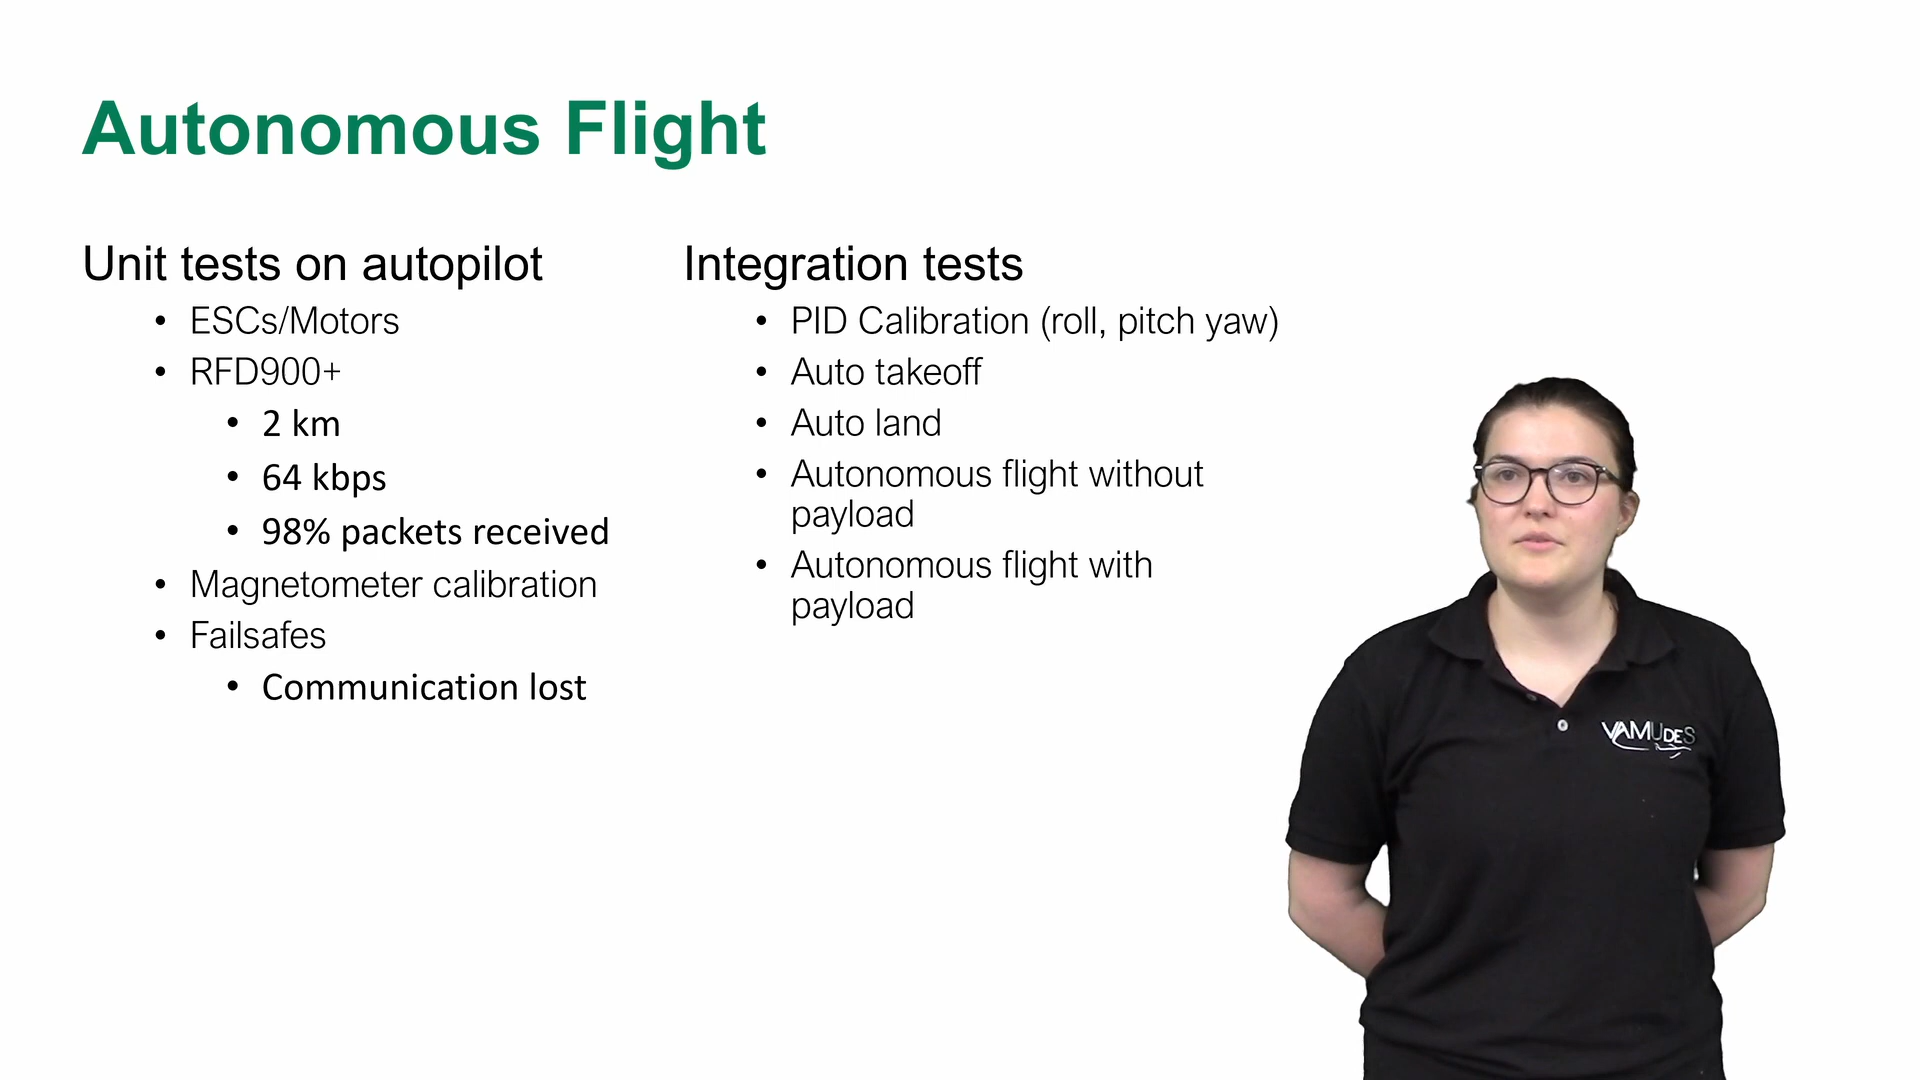 Autonomous Flight
Unit tests on autopilot
• ESCs/Motors
• RFD900+
• 2 km
• 64 kbps
• 98% packets received
• Magnetometer calibration
• Failsafes
• Communication lost
Integration tests
• PID Calibration (roll, pitch yaw)
• Auto takeoff
• Auto land
• Autonomous flight without
payload
• Autonomous flight with
payload
VAMUDES